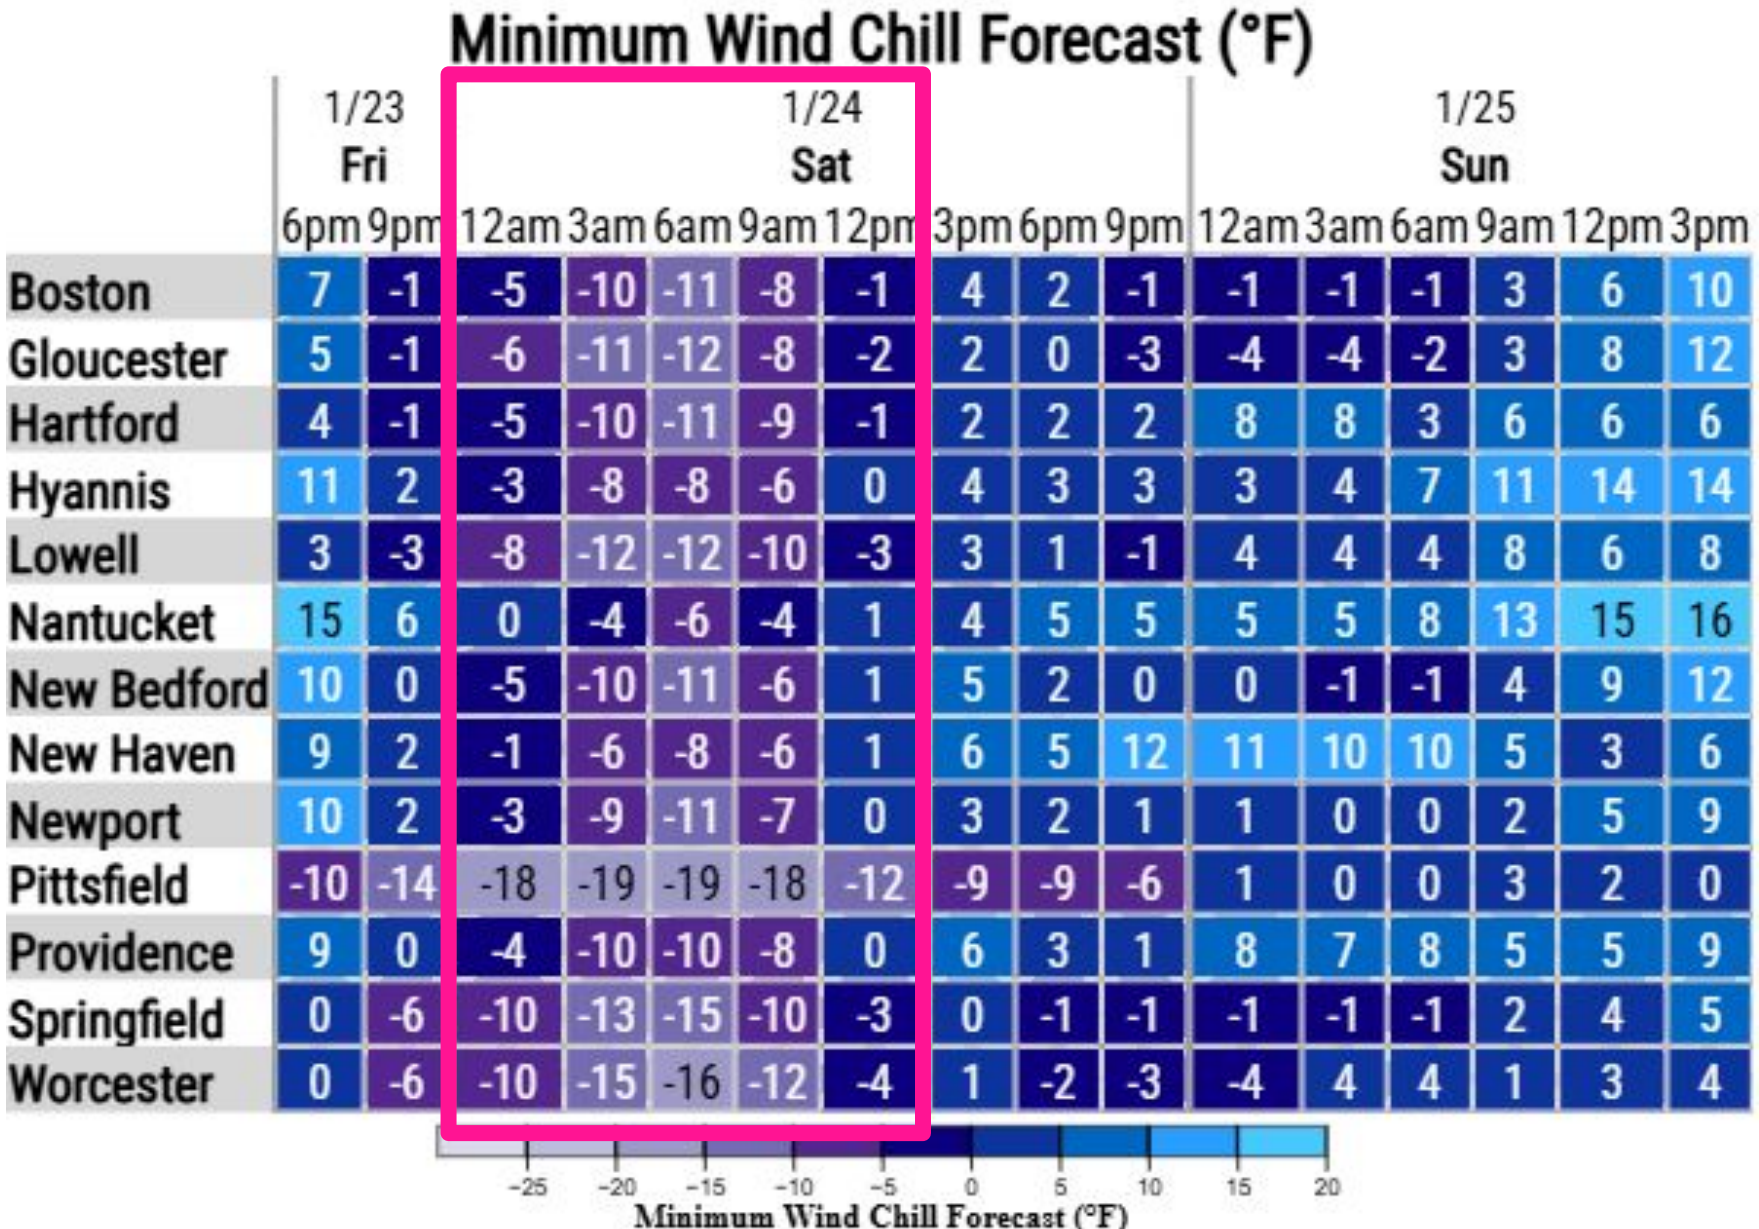 Minimum Wind Chill Forecast (°F)
1/23 1/24 1/25
Fri Sat Sun
6pm 9pm 12am 3am 6am 9am 12pm 3pm 6pm 9pm 12am 3am 6am 9am 12pm 3pm
Boston 7 -1 -5 -10 -11 -8 -1 4 2 -1 -1 -1 -1 3 6 10
Gloucester 5 -1 -6 -11 -12 -8 -2 2 0 -3 -4 -4 -2 3 8 12
Hartford 4 -1 -5 -10 -11 -9 -1 2 2 2 8 8 3 6 6 6
Hyannis 11 2 -3 -8 -8 -6 0 4 3 3 3 4 7 11 14 14
Lowell 3 -3 -8 -12 -12 -10 -3 3 1 -1 4 4 4 8 6 8
Nantucket 15 6 0 -4 -6 -4 1 4 5 5 5 5 8 13 15 16
New Bedford 10 0 -5 -10 -11 -6 1 5 2 0 0 -1 -1 4 9 12
New Haven 9 2 -1 -6 -8 -6 1 6 5 12 11 10 10 5 3 6
Newport 10 2 -3 -9 -11 -7 0 3 2 1 1 0 0 2 5 9
Pittsfield -10 -14 -18 -19 -19 -18 -12 -9 -9 -6 1 0 0 3 2 0
Providence 9 0 -4 -10 -10 -8 0 6 3 1 8 7 8 5 5 9
Springfield 0 -6 -10 -13 -15 -10 -3 0 -1 -1 -1 -1 -1 2 4 5
Worcester 0 -6 -10 -15 -16 -12 -4 1 -2 -3 -4 4 4 1 3 4
−25 −20 −15 −10 −5 0 5 10 15 20
Minimum Wind Chill Forecast (°F)